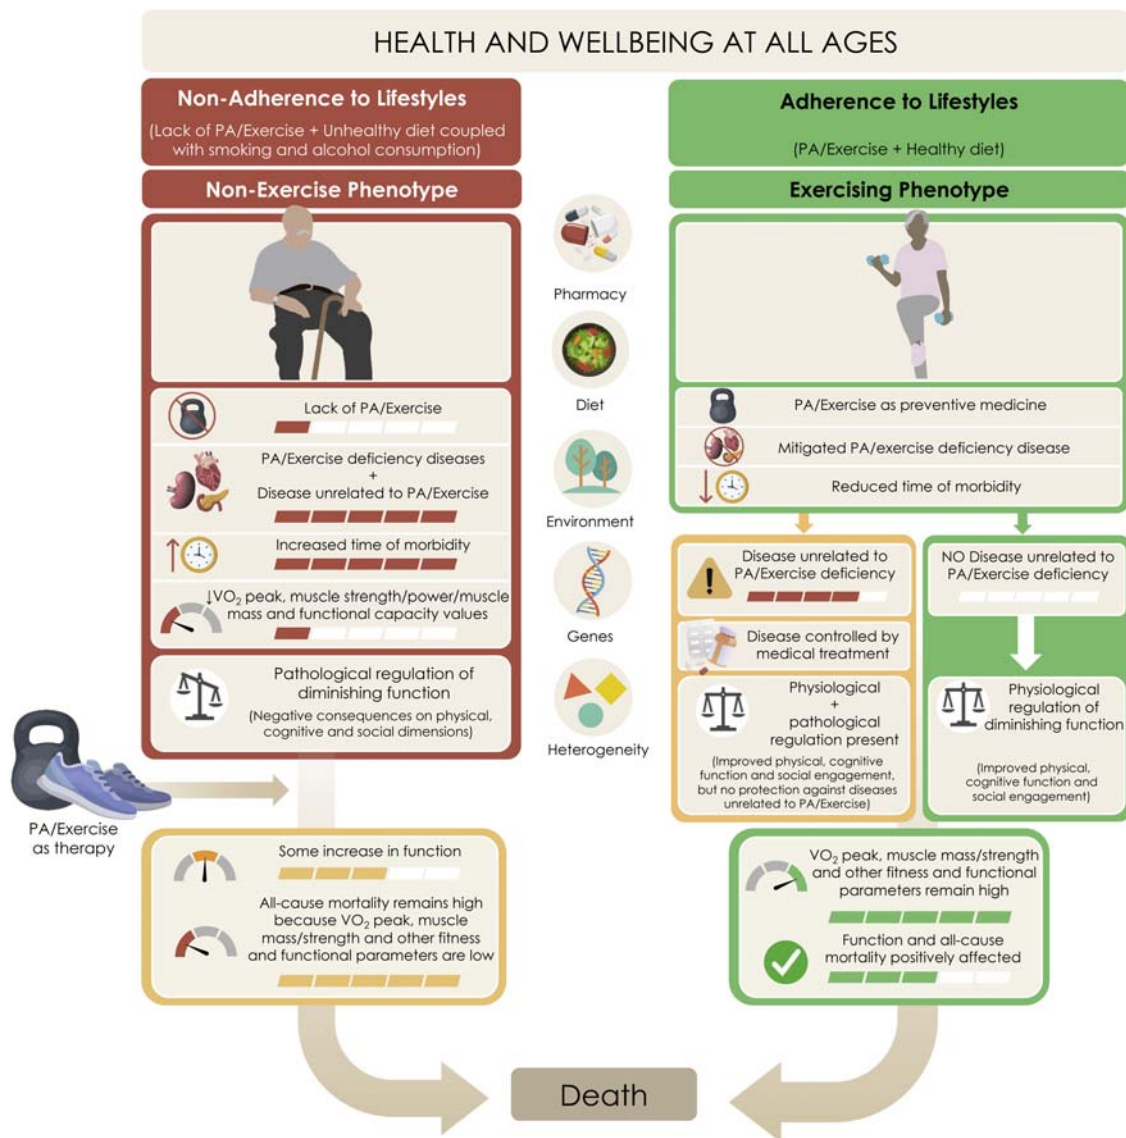 HEALTH AND WELLBEING AT ALL AGES
Non-Adherence to Lifestyles
(Lack of PA/Exercise + Unhealthy diet coupled
with smoking and alcohol consumption)
Non-Exercise Phenotype
Lack of PA/Exercise
PA/Exercise deficiency diseases
+
Disease unrelated to PA/Exercise
Increased time of morbidity
↓VO₂ peak, muscle strength/power/muscle
mass and functional capacity values
Pathological regulation of
diminishing function
(Negative consequences on physical,
cognitive and social dimensions)
PA/Exercise
as therapy
Some increase in function
All-cause mortality remains high
because VO₂ peak, muscle
mass/strength and other fitness
and functional parameters are low
Pharmacy
Diet
Environment
Genes
Heterogeneity
Adherence to Lifestyles
(PA/Exercise + Healthy diet)
Exercising Phenotype
PA/Exercise as preventive medicine
Mitigated PA/exercise deficiency disease
Reduced time of morbidity
Disease unrelated to
PA/Exercise deficiency
Disease controlled by
medical treatment
Physiological
+
pathological
regulation present
(Improved physical, cognitive
function and social engagement,
but no protection against diseases
unrelated to PA/Exercise)
NO Disease unrelated to
PA/Exercise deficiency
Physiological
regulation of
diminishing function
(Improved physical,
cognitive function and
social engagement)
VO₂ peak, muscle mass/strength
and other fitness and functional
parameters remain high
Function and all-cause
mortality positively affected
Death